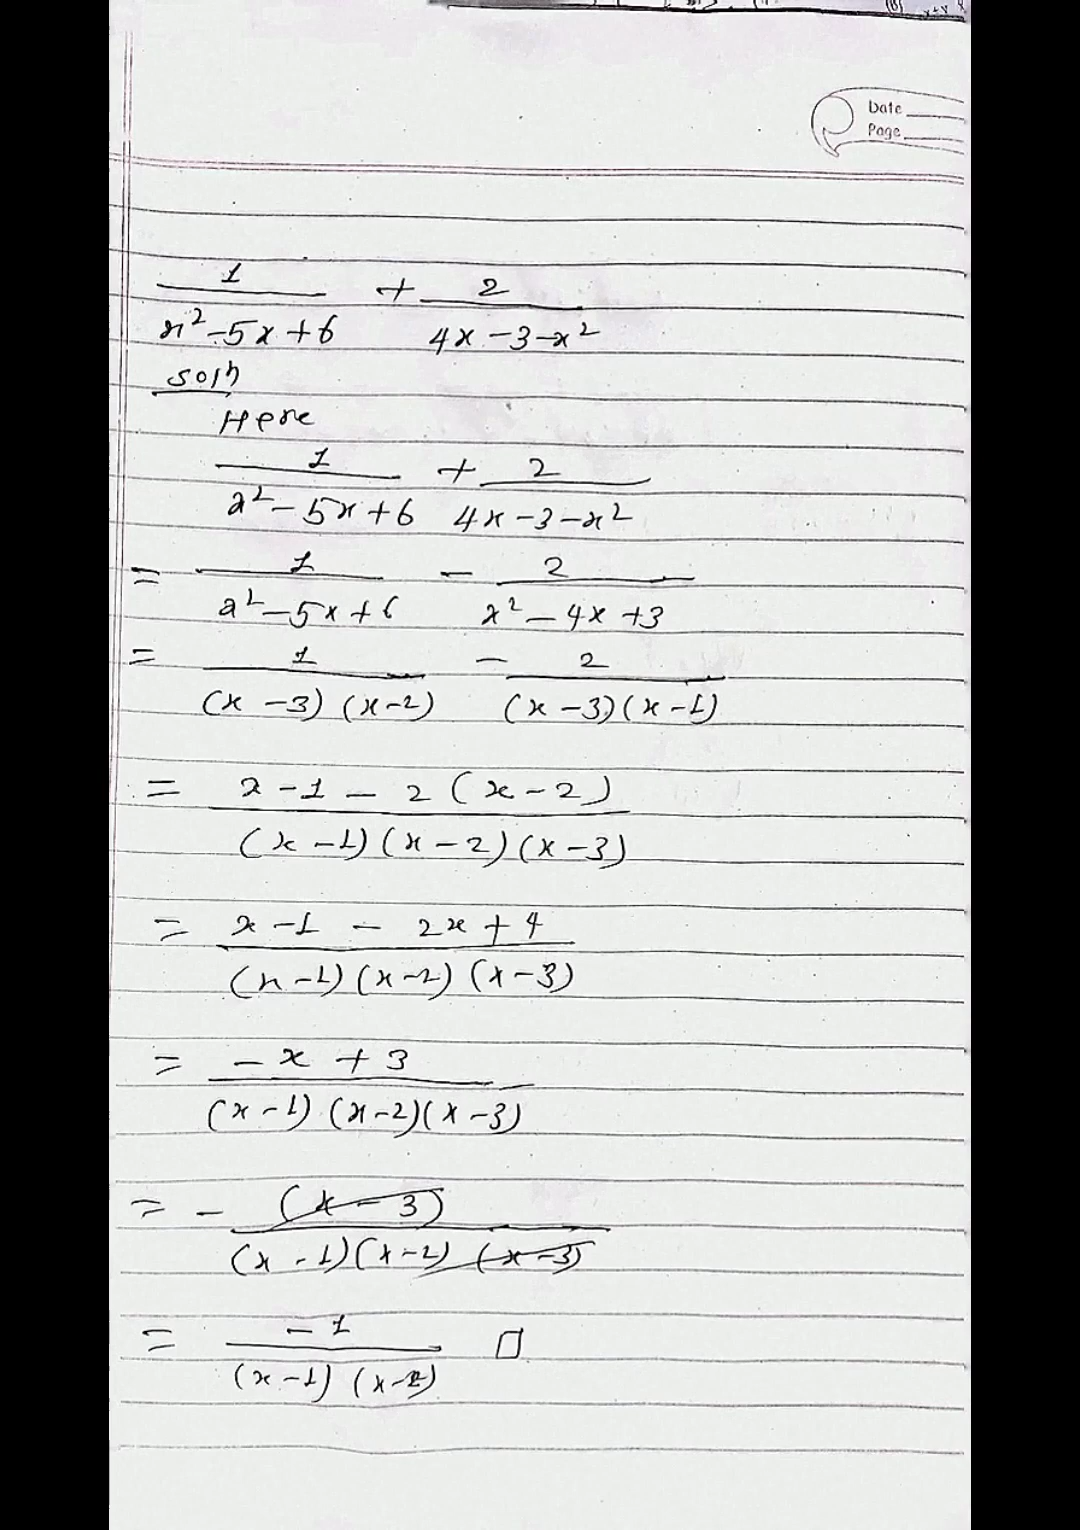 Date
Page
1/(x²-5x+6) + 2/(4x-3-x²)
Soln
Here
1/(x²-5x+6) + 2/(4x-3-x²)
= 1/(x²-5x+6) - 2/(x²-4x+3)
= 1/((x-3)(x-2)) - 2/((x-3)(x-1))
= (x-1-2(x-2))/((x-1)(x-2)(x-3))
= (x-1-2x+4)/((x-1)(x-2)(x-3))
= (-x+3)/((x-1)(x-2)(x-3))
= -(x-3)/((x-1)(x-2)(x-3))
= -1/((x-1)(x-2))